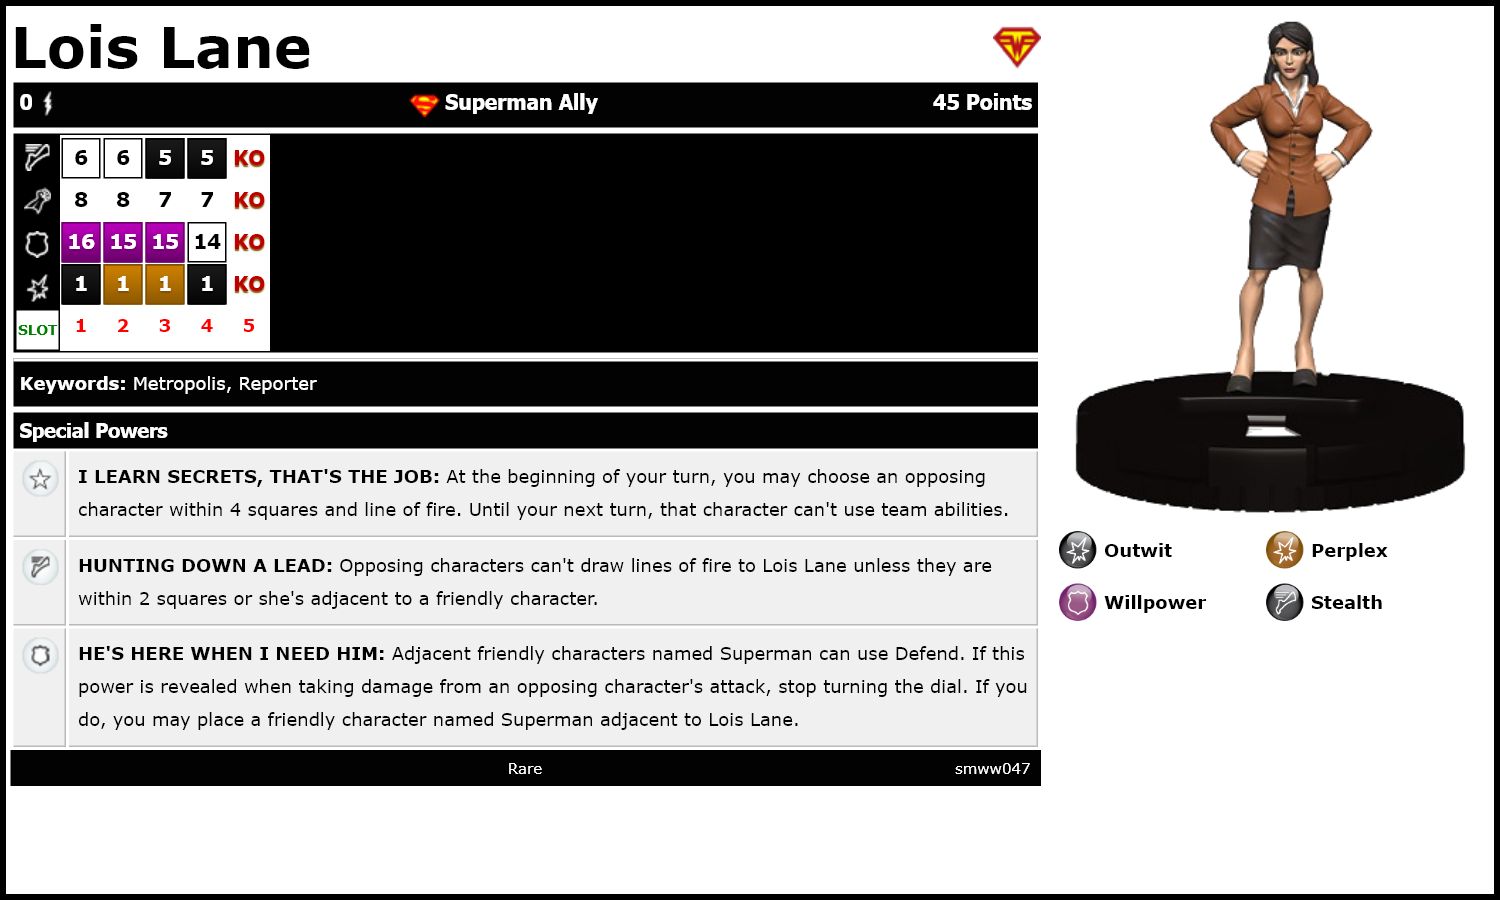 Lois Lane
0 Superman Ally 45 Points
6 6 5 5 KO
8 8 7 7 KO
16 15 15 14 KO
1 1 1 1 KO
SLOT 1 2 3 4 5
Keywords: Metropolis, Reporter
Special Powers
I LEARN SECRETS, THAT'S THE JOB: At the beginning of your turn, you may choose an opposing
character within 4 squares and line of fire. Until your next turn, that character can't use team abilities.
HUNTING DOWN A LEAD: Opposing characters can't draw lines of fire to Lois Lane unless they are
within 2 squares or she's adjacent to a friendly character.
HE'S HERE WHEN I NEED HIM: Adjacent friendly characters named Superman can use Defend. If this
power is revealed when taking damage from an opposing character's attack, stop turning the dial. If you
do, you may place a friendly character named Superman adjacent to Lois Lane.
Rare smww047
Outwit Perplex
Willpower Stealth